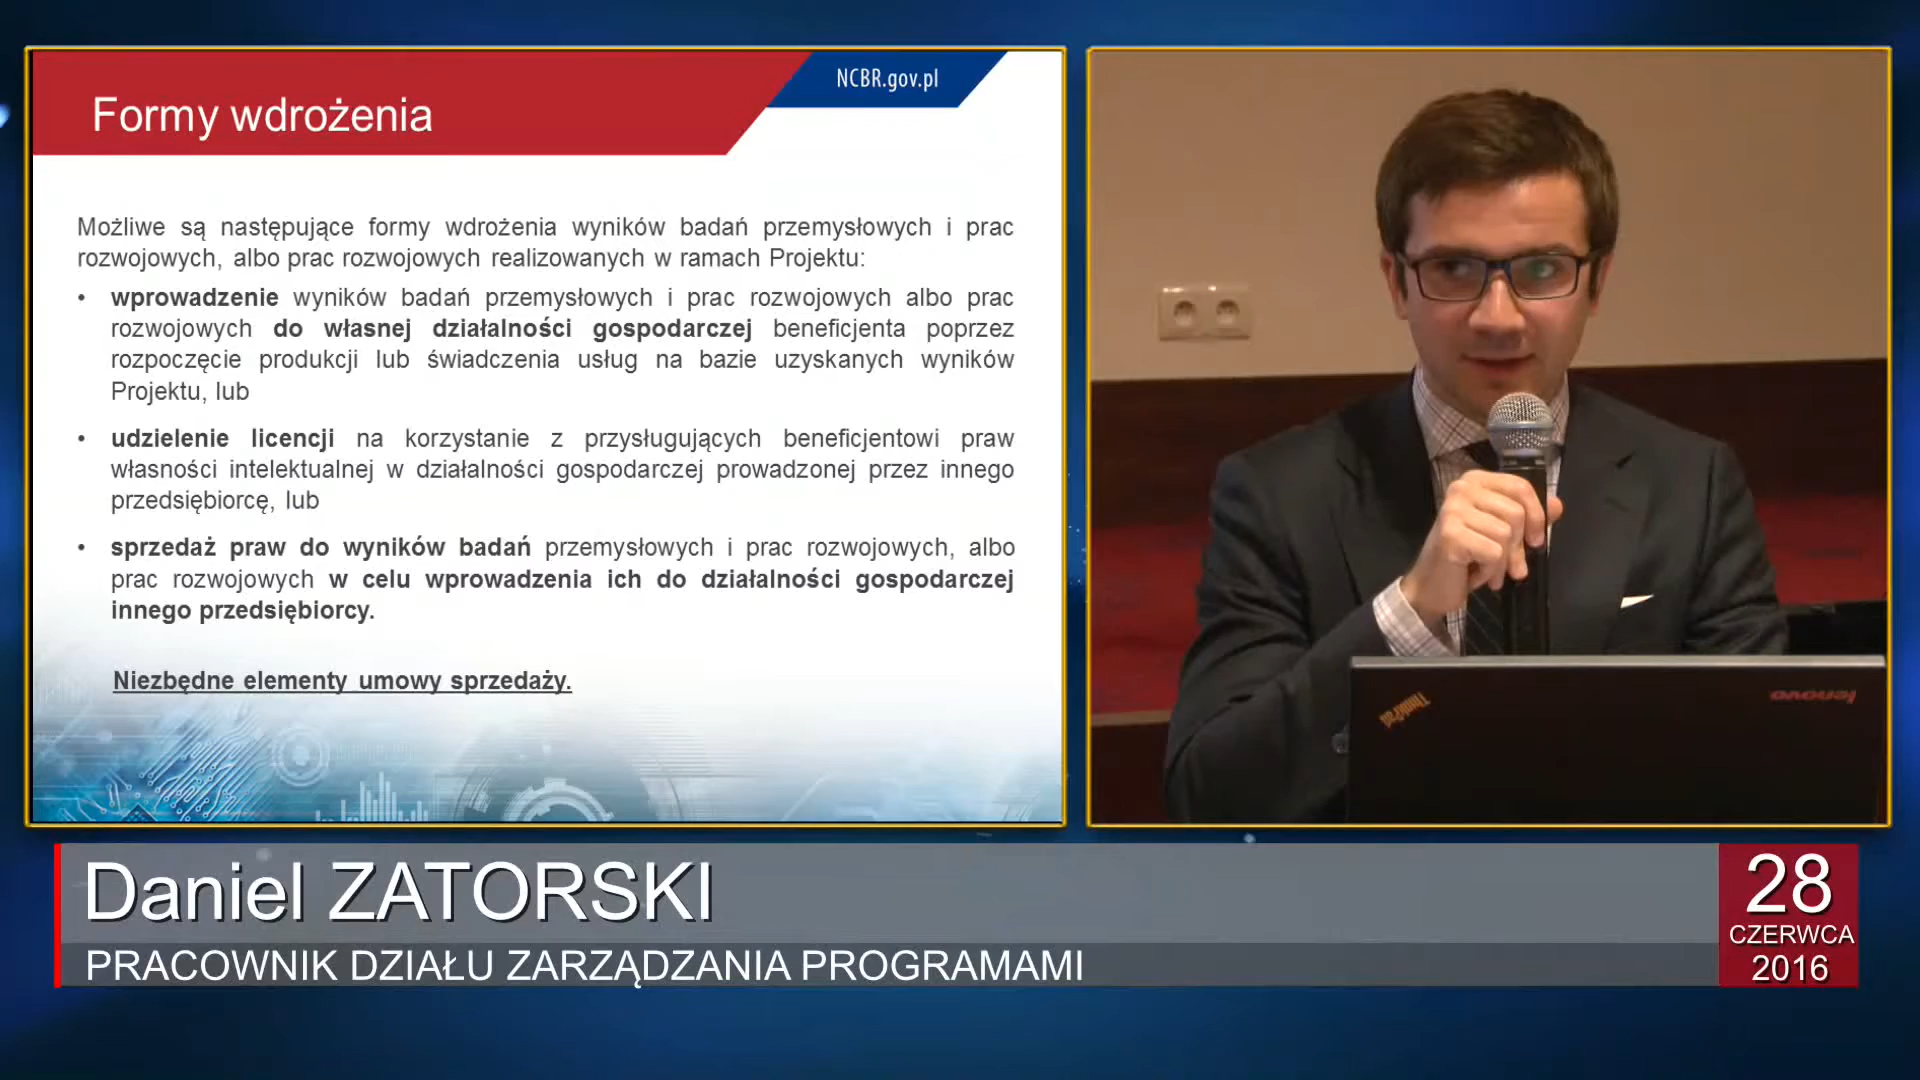 NCBR.gov.pl
Formy wdrożenia
Możliwe są następujące formy wdrożenia wyników badań przemysłowych i prac
rozwojowych, albo prac rozwojowych realizowanych w ramach Projektu:
• wprowadzenie wyników badań przemysłowych i prac rozwojowych albo prac
rozwojowych do własnej działalności gospodarczej beneficjenta poprzez
rozpoczęcie produkcji lub świadczenia usług na bazie uzyskanych wyników
Projektu, lub
• udzielenie licencji na korzystanie z przysługujących beneficjentowi praw
własności intelektualnej w działalności gospodarczej prowadzonej przez innego
przedsiębiorcę, lub
• sprzedaż praw do wyników badań przemysłowych i prac rozwojowych, albo
prac rozwojowych w celu wprowadzenia ich do działalności gospodarczej
innego przedsiębiorcy.
Niezbędne elementy umowy sprzedaży.
ThinkPad
lenovo
Daniel ZATORSKI
PRACOWNIK DZIAŁU ZARZĄDZANIA PROGRAMAMI
28
CZERWCA
2016